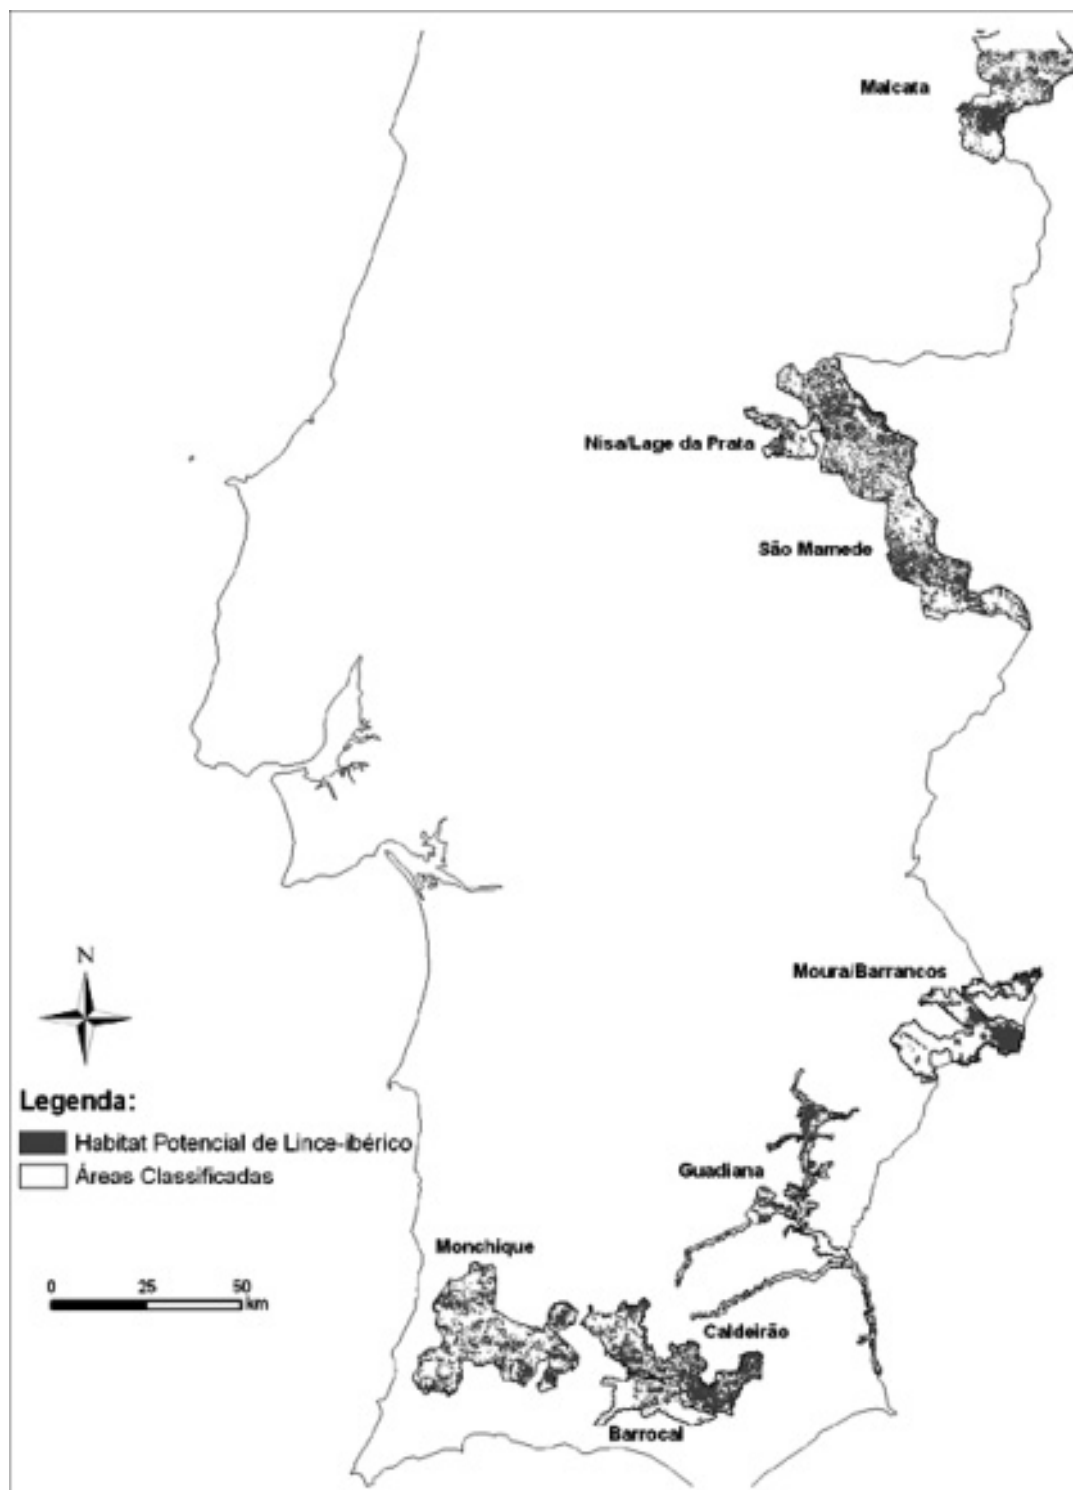 Malcata
Nisa/Lage da Prata
São Mamede
Moura/Barrancos
N
Legenda:
Habitat Potencial de Lince-ibérico
Áreas Classificadas
Guadiana
Monchique
0 25 50
km
Caldeirão
Barrocal